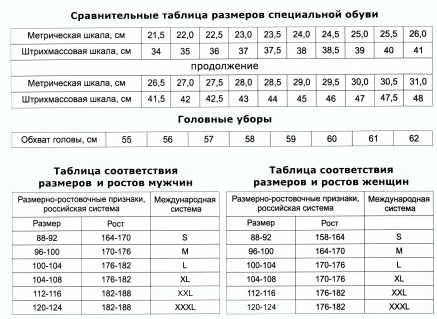 Сравнительные таблица размеров специальной обуви
Метрическая шкала, см 21,5 22,0 22,5 23,0 23,5 24,0 24,5 25,0 25,5 26,0
Штрихмассовая шкала, см 34 35 36 37 37,5 38 38,5 39 40 41
продолжение
Метрическая шкала, см 26,5 27,0 27,5 28,0 28,5 29,0 29,5 30,0 30,5 31,0
Штрихмассовая шкала, см 41,5 42 42,5 43 44 45 46 47 47,5 48
Головные уборы
Обхват головы, см 55 56 57 58 59 60 61 62
Таблица соответствия
размеров и ростов мужчин
Размерно-ростовочные признаки, Международная
российская система система
Размер Рост
88-92 164-170 S
96-100 170-176 M
100-104 176-182 L
104-108 176-182 XL
112-116 182-188 XXL
120-124 182-188 XXXL
Таблица соответствия
размеров и ростов женщин
Размерно-ростовочные признаки, Международная
российская система система
Размер Рост
88-92 158-164 S
96-100 164-170 M
100-104 170-176 L
104-108 170-176 XL
112-116 176-182 XXL
120-124 176-182 XXXL